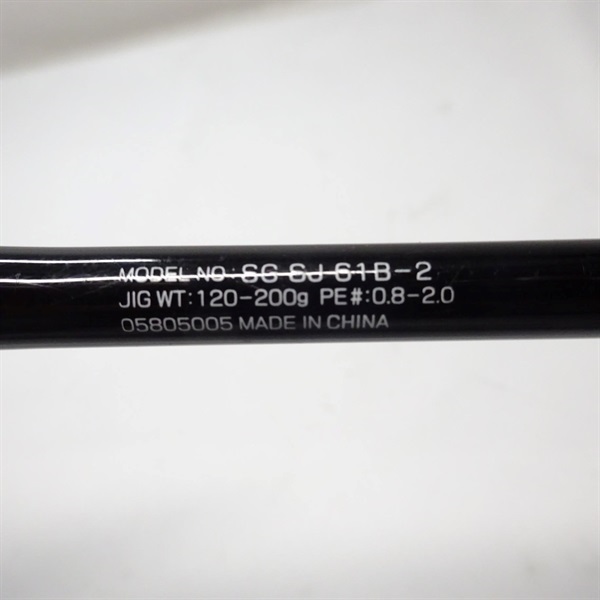 MODEL NO.: SG SJ 61B-2
JIG WT: 120-200g PE#: 0.8-2.0
05805005 MADE IN CHINA